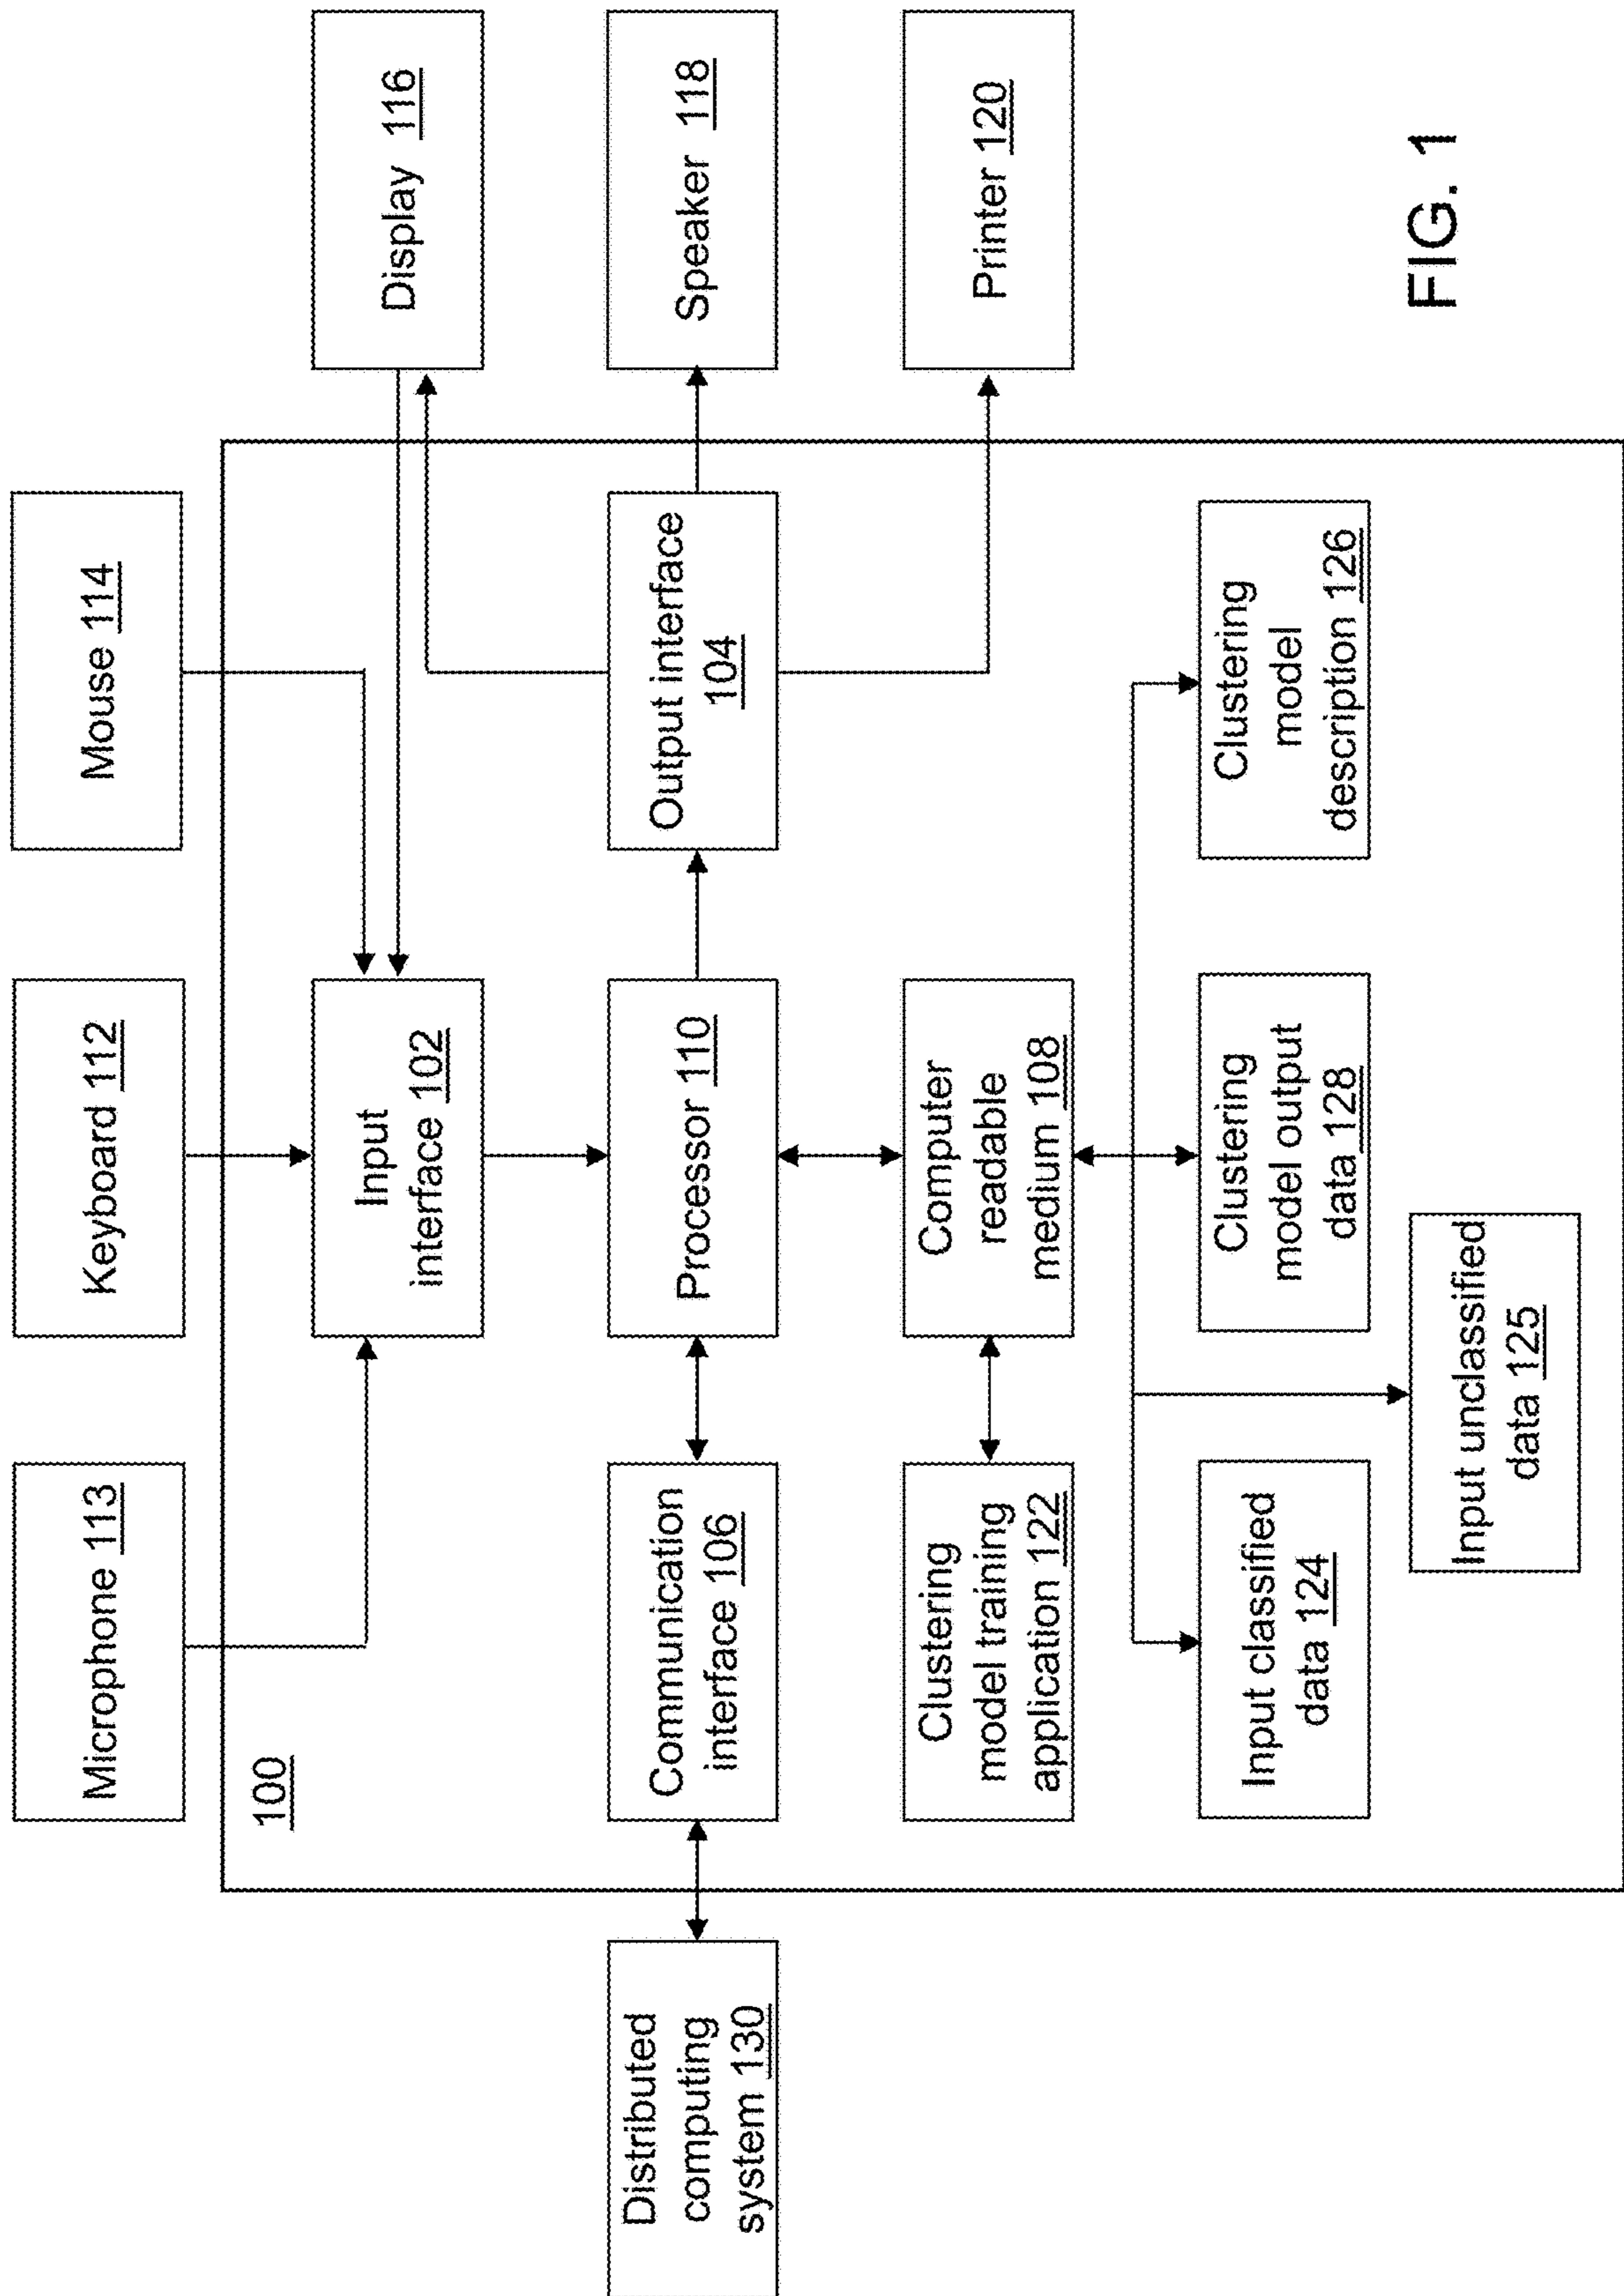 Microphone 113
Keyboard 112
Mouse 114
100
Input
interface 102
Display 116
Distributed
computing
system 130
Communication
interface 106
Processor 110
Output interface
104
Speaker 118
Clustering
model training
application 122
Computer
readable
medium 108
Printer 120
Input classified
data 124
Clustering
model output
data 128
Clustering
model
description 126
Input unclassified
data 125
FIG. 1